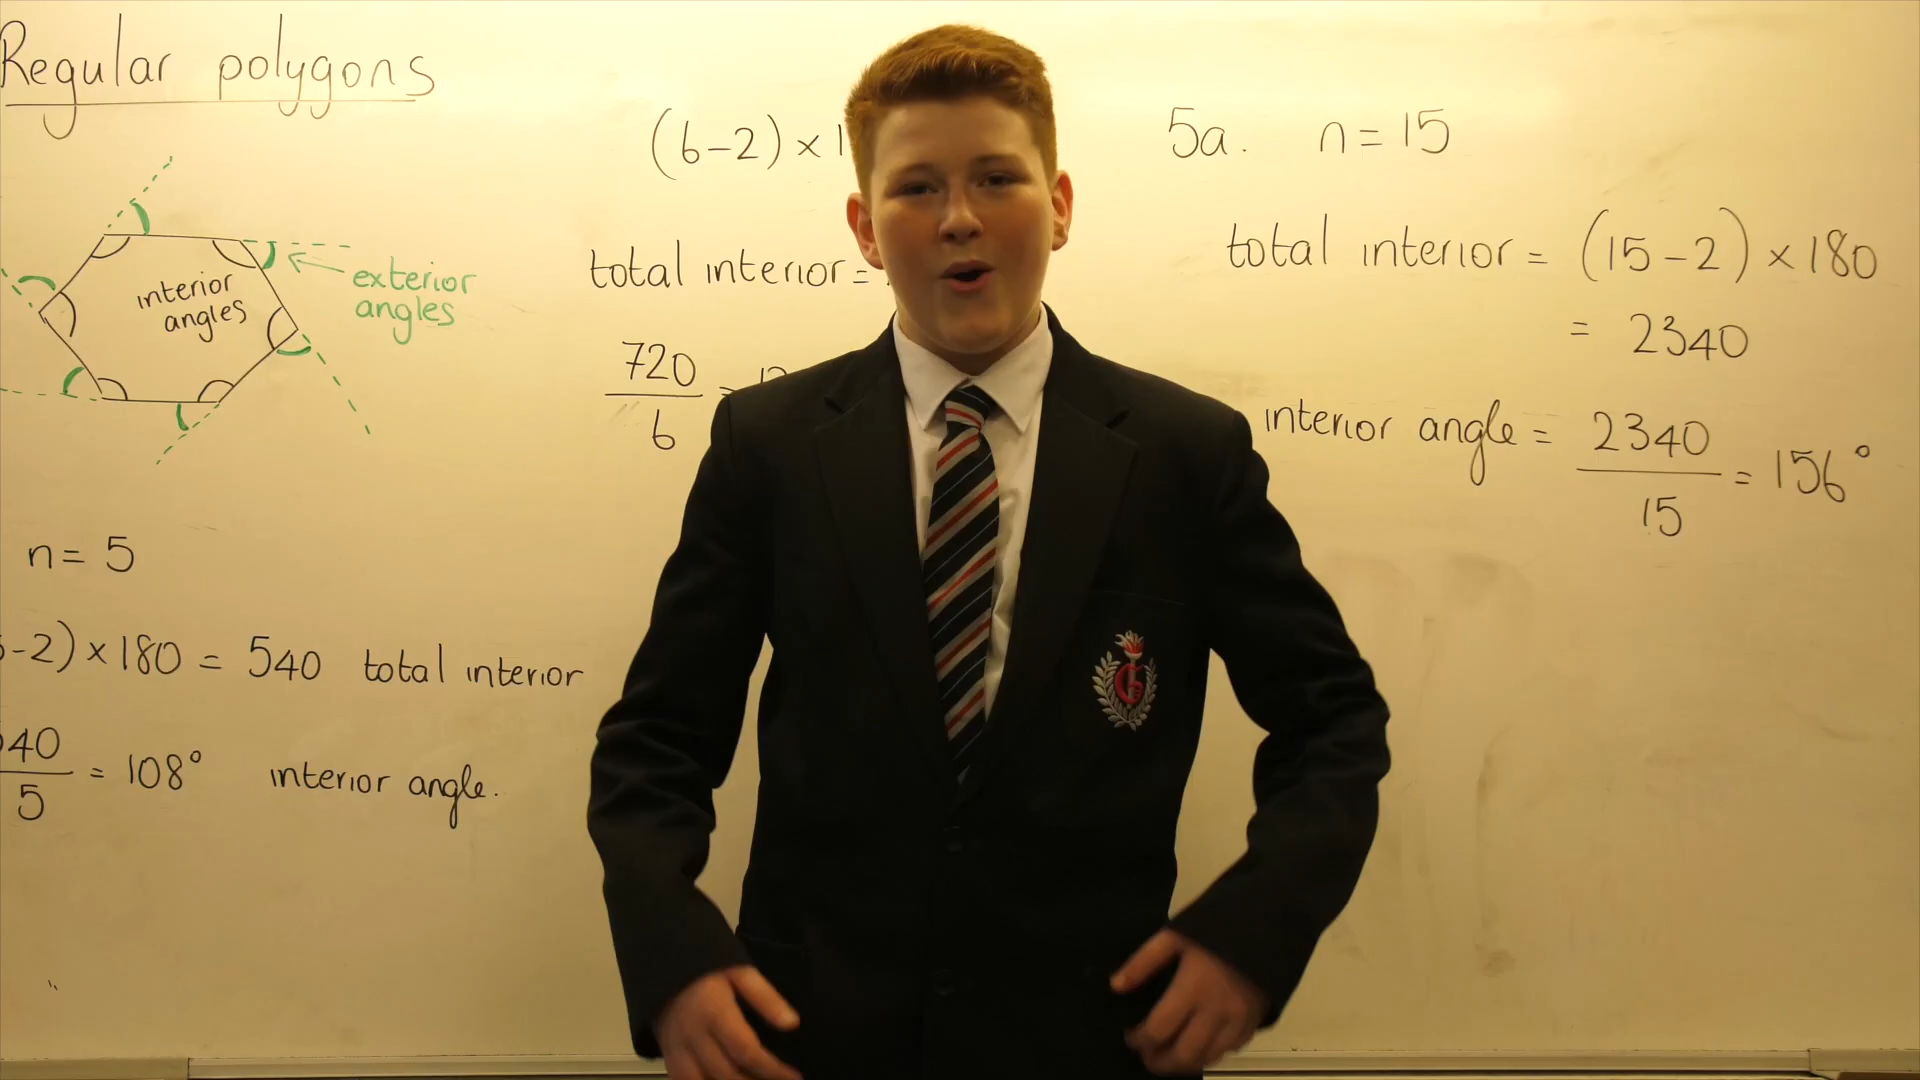 Regular polygons
interior
angles
exterior
angles
n = 5
-2) × 180 = 540 total interior
40
5
= 108° interior angle.
(6-2) × 1
total interior =
720
6
=
5a. n = 15
total interior = (15-2) × 180
= 2340
interior angle = 2340
15
= 156°